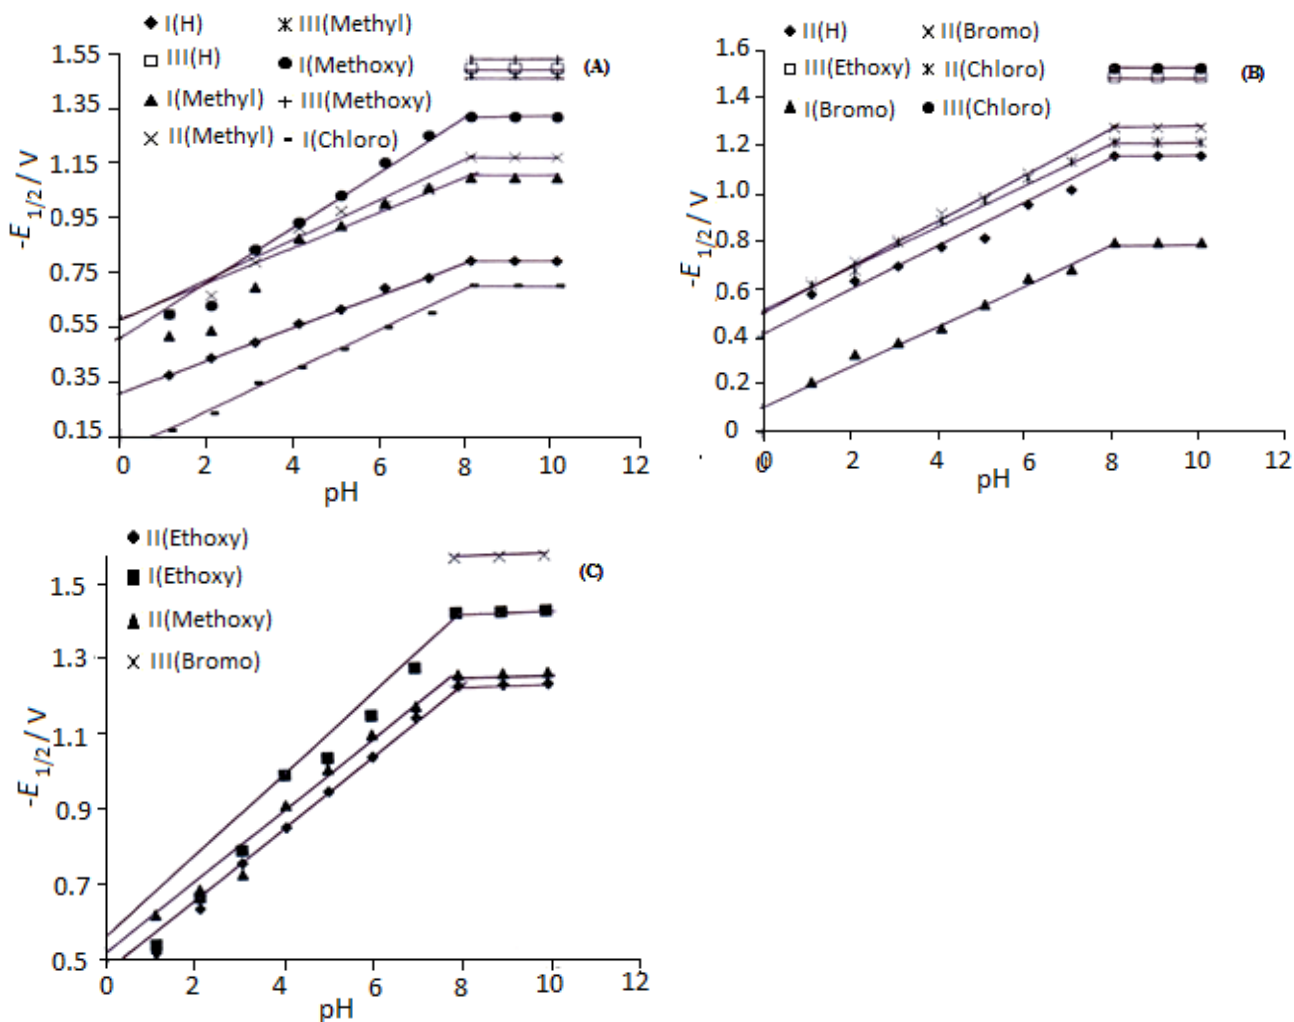 I(H) III(Methyl)
III(H) I(Methoxy)
I(Methyl) III(Methoxy)
II(Methyl) I(Chloro)
(A)
-E 1/2 / V
1.55
1.35
1.15
0.95
0.75
0.55
0.35
0.15
0 2 4 6 8 10 12
pH
II(H) II(Bromo)
III(Ethoxy) II(Chloro)
I(Bromo) III(Chloro)
(B)
-E 1/2 / V
1.6
1.4
1.2
1.0
0.8
0.6
0.4
0.2
0
0 2 4 6 8 10 12
pH
II(Ethoxy)
I(Ethoxy)
II(Methoxy)
III(Bromo)
(C)
-E 1/2 / V
1.5
1.3
1.1
0.9
0.7
0.5
0 2 4 6 8 10 12
pH